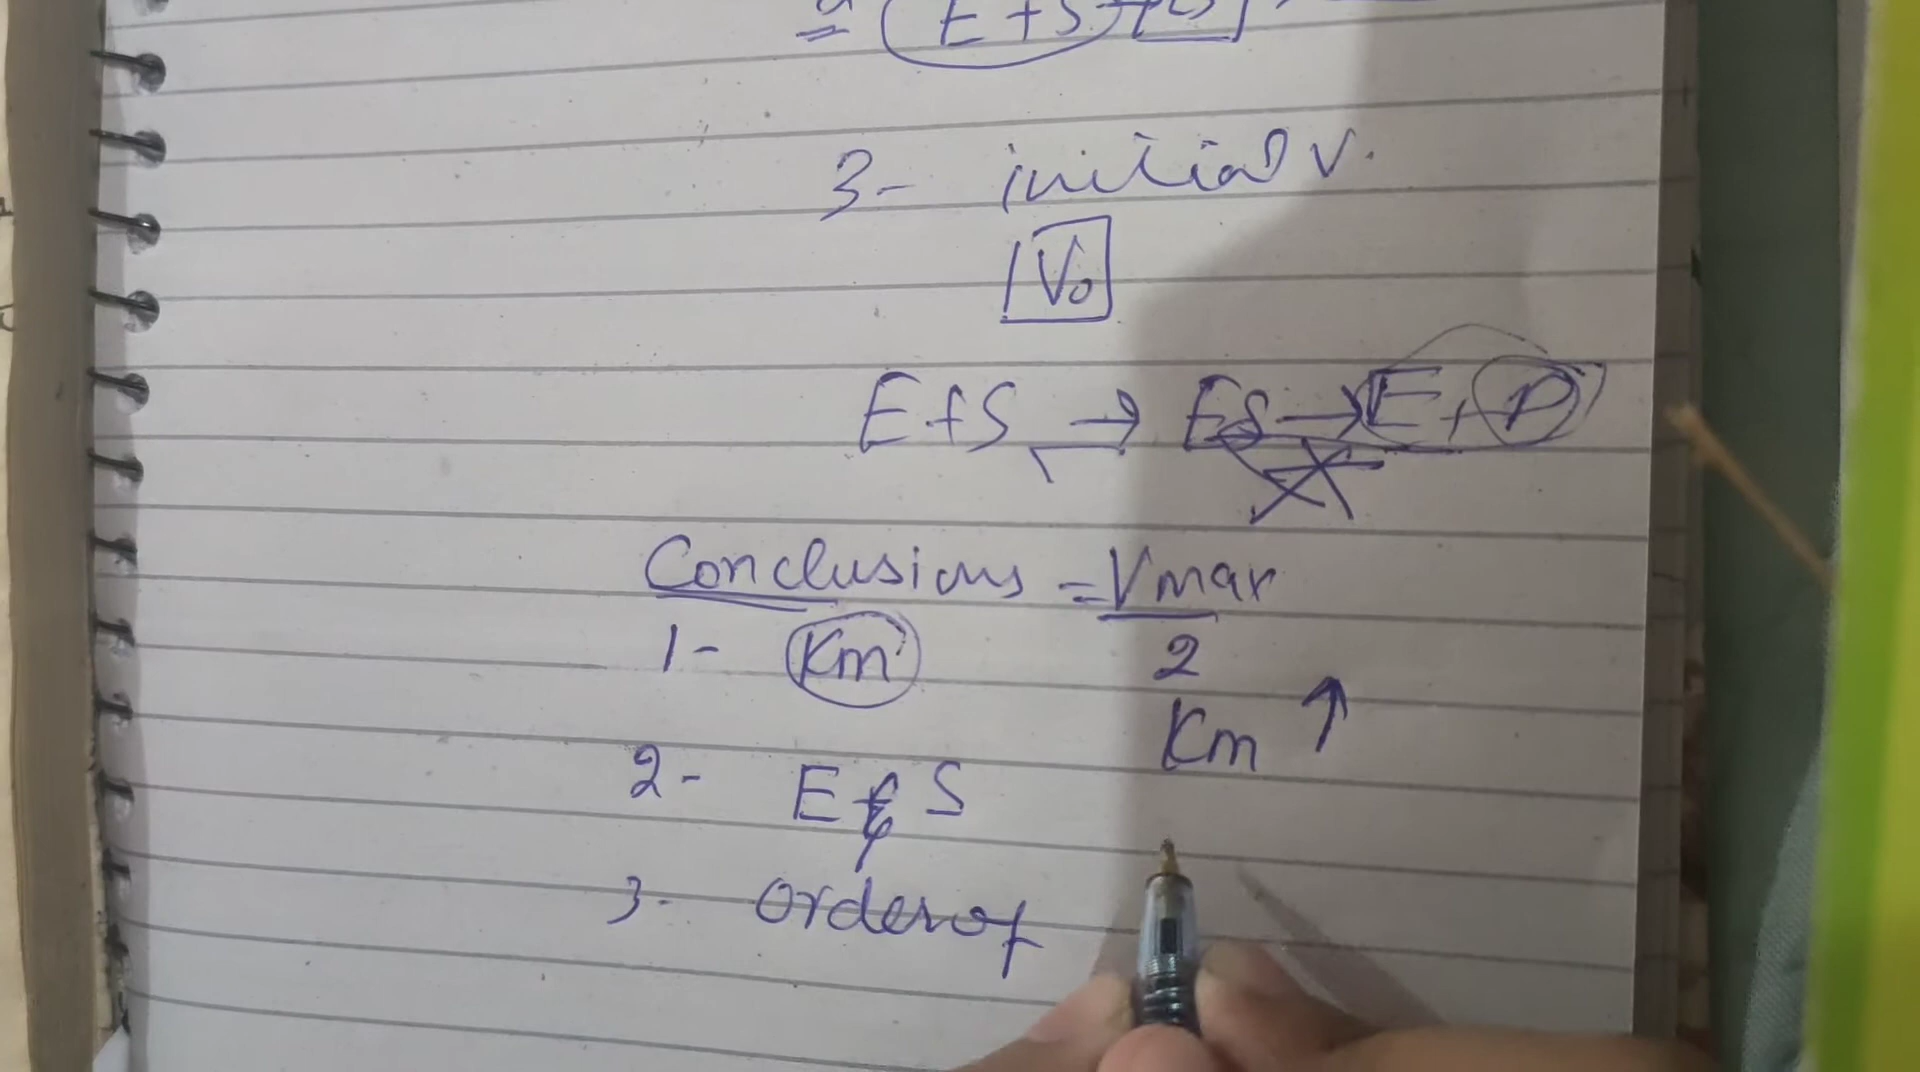 E + S
3- initial v.
V₀
E + S ⇌ ES → E + P
Conclusions = Vmax
1- Km 2
Km ↑
2- E & S
3- Order of